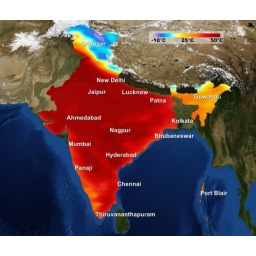 Srinagar
-10°C 25°C 50°C
New Delhi
Jaipur Lucknow
Patna
Guwahati
Ahmedabad
Kolkata
Nagpur
Bhubaneswar
Mumbai
Hyderabad
Panaji
Chennai
Port Blair
Thiruvananthapuram